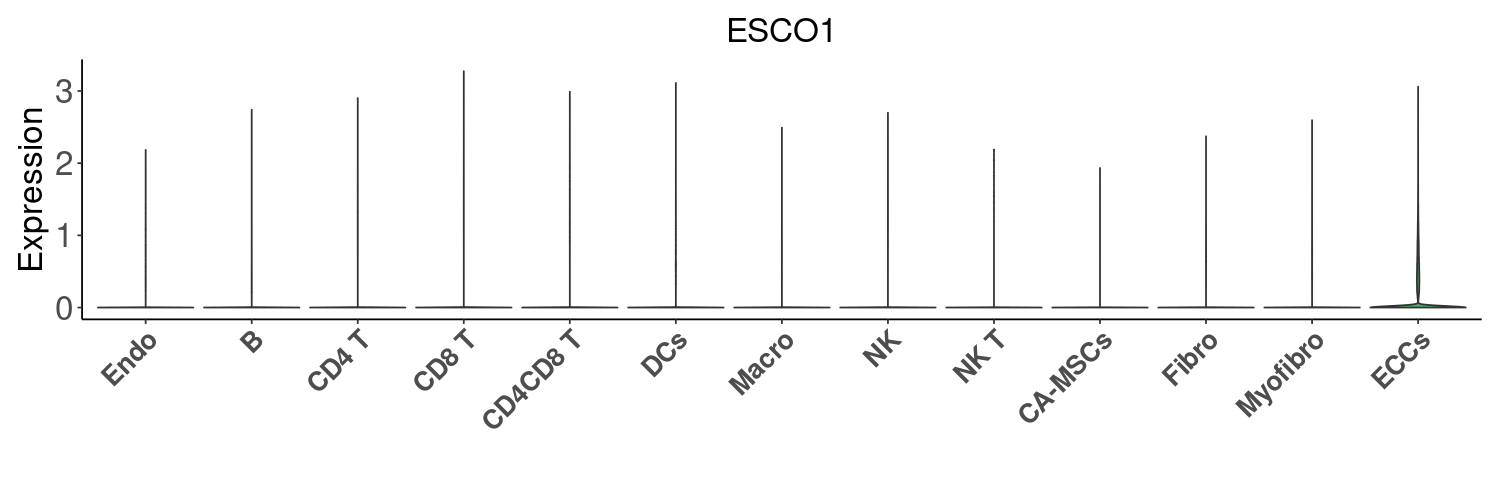 ESCO1
Expression
3
2
1
0
Endo
B
CD4 T
CD8 T
CD4CD8 T
DCs
Macro
NK
NK T
CA-MSCs
Fibro
Myofibro
ECCs